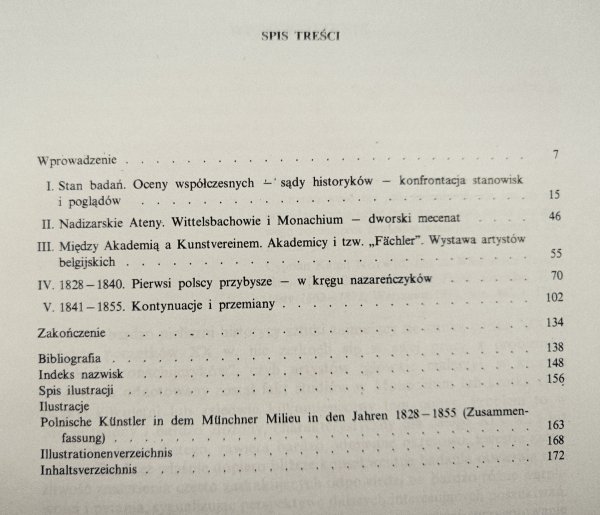 SPIS TREŚCI
Wprowadzenie . . . . . . . . . . . . . . . . . . . . . . 7
I. Stan badań. Oceny współczesnych – sądy historyków – konfrontacja stanowisk
i poglądów . . . . . . . . . . . . . . . . . . . . . . 15
II. Nadizarskie Ateny. Wittelsbachowie i Monachium – dworski mecenat . . . . 46
III. Między Akademią a Kunstvereinem. Akademicy i tzw. „Fächler”. Wystawa artystów
belgijskich . . . . . . . . . . . . . . . . . . . . . . 55
IV. 1828–1840. Pierwsi polscy przybysze – w kręgu nazareńczyków . . . . . 70
V. 1841–1855. Kontynuacje i przemiany . . . . . . . . . . . . . 102
Zakończenie . . . . . . . . . . . . . . . . . . . . . . 134
Bibliografia . . . . . . . . . . . . . . . . . . . . . . 138
Indeks nazwisk . . . . . . . . . . . . . . . . . . . . . 148
Spis ilustracji . . . . . . . . . . . . . . . . . . . . . 156
Ilustracje
Polnische Künstler in dem Münchner Milieu in den Jahren 1828–1855 (Zusammen-
fassung) . . . . . . . . . . . . . . . . . . . . . . 163
Illustrationenverzeichnis . . . . . . . . . . . . . . . . . . 168
Inhaltsverzeichnis . . . . . . . . . . . . . . . . . . . . 172